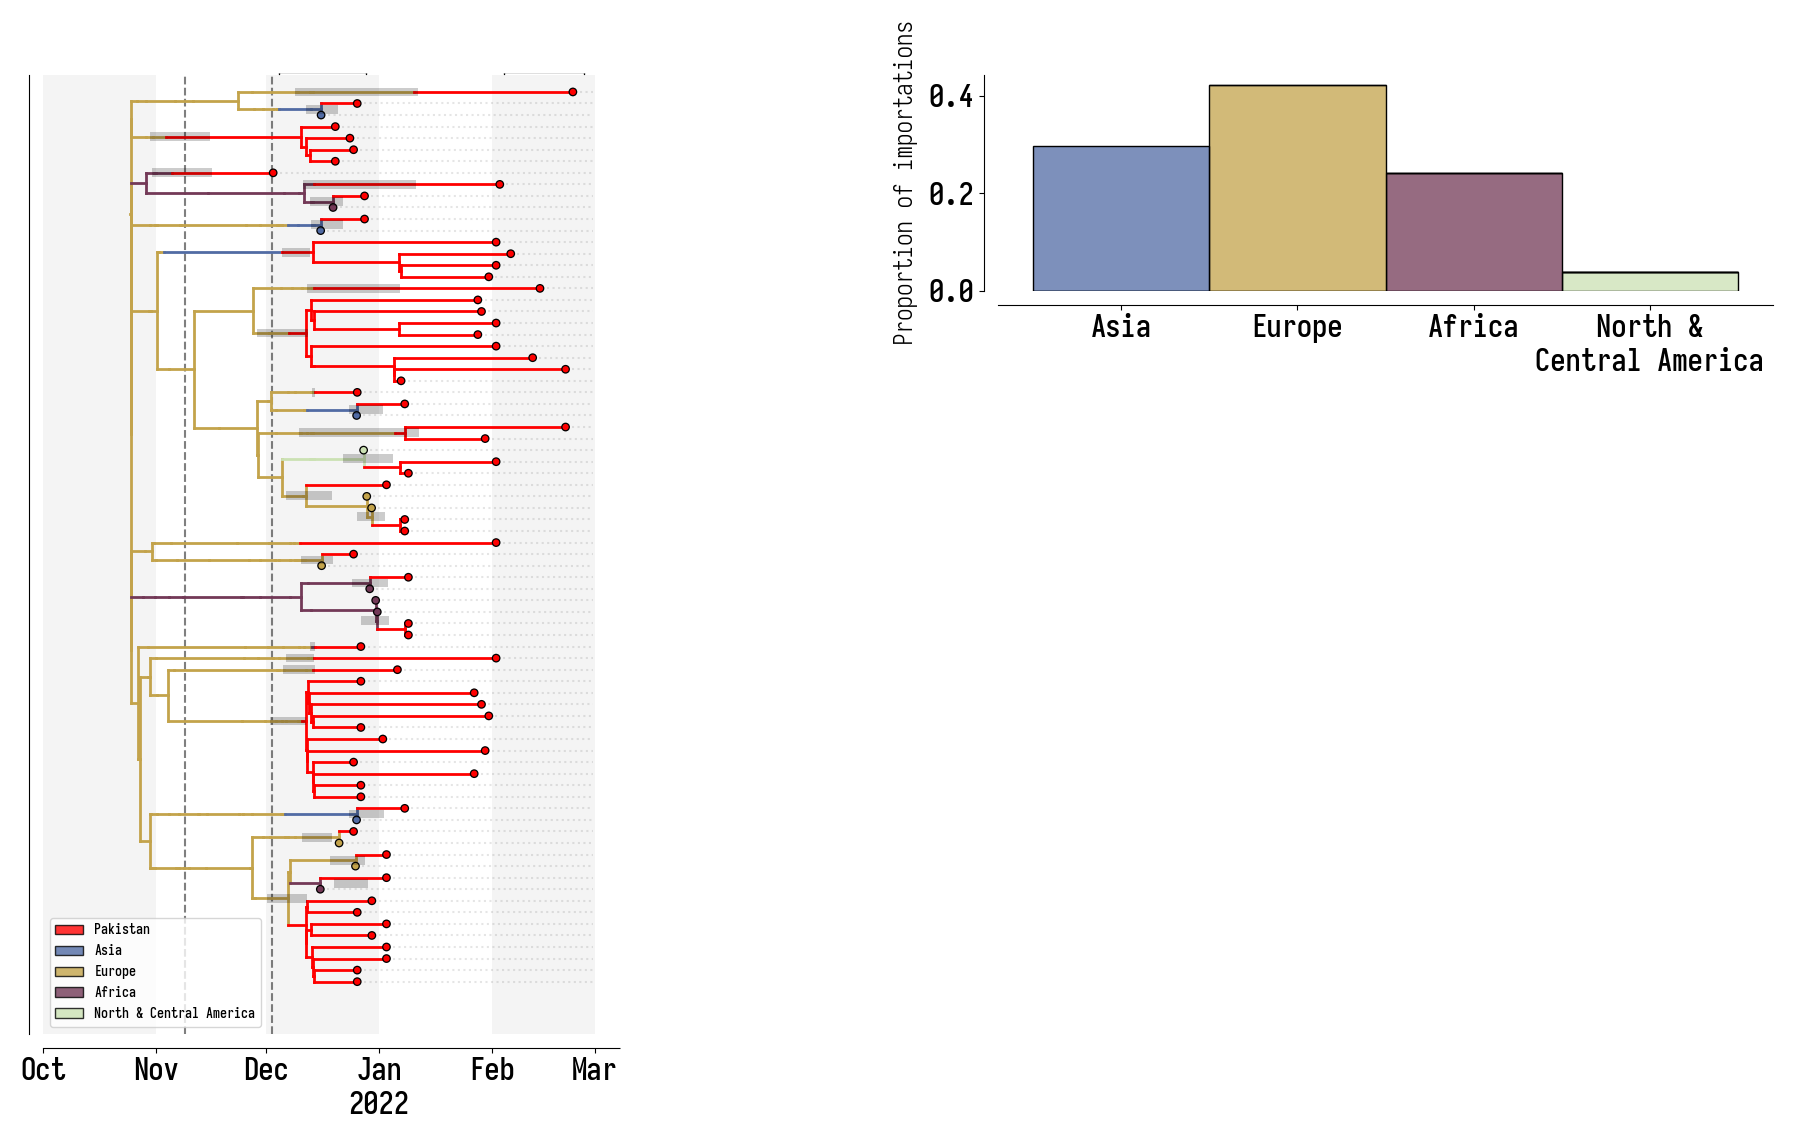 Pakistan
Asia
Europe
Africa
North & Central America
Oct
Nov
Dec
Jan
Feb
Mar
2022
Proportion of importations
0.4
0.2
0.0
Asia
Europe
Africa
North &
Central America